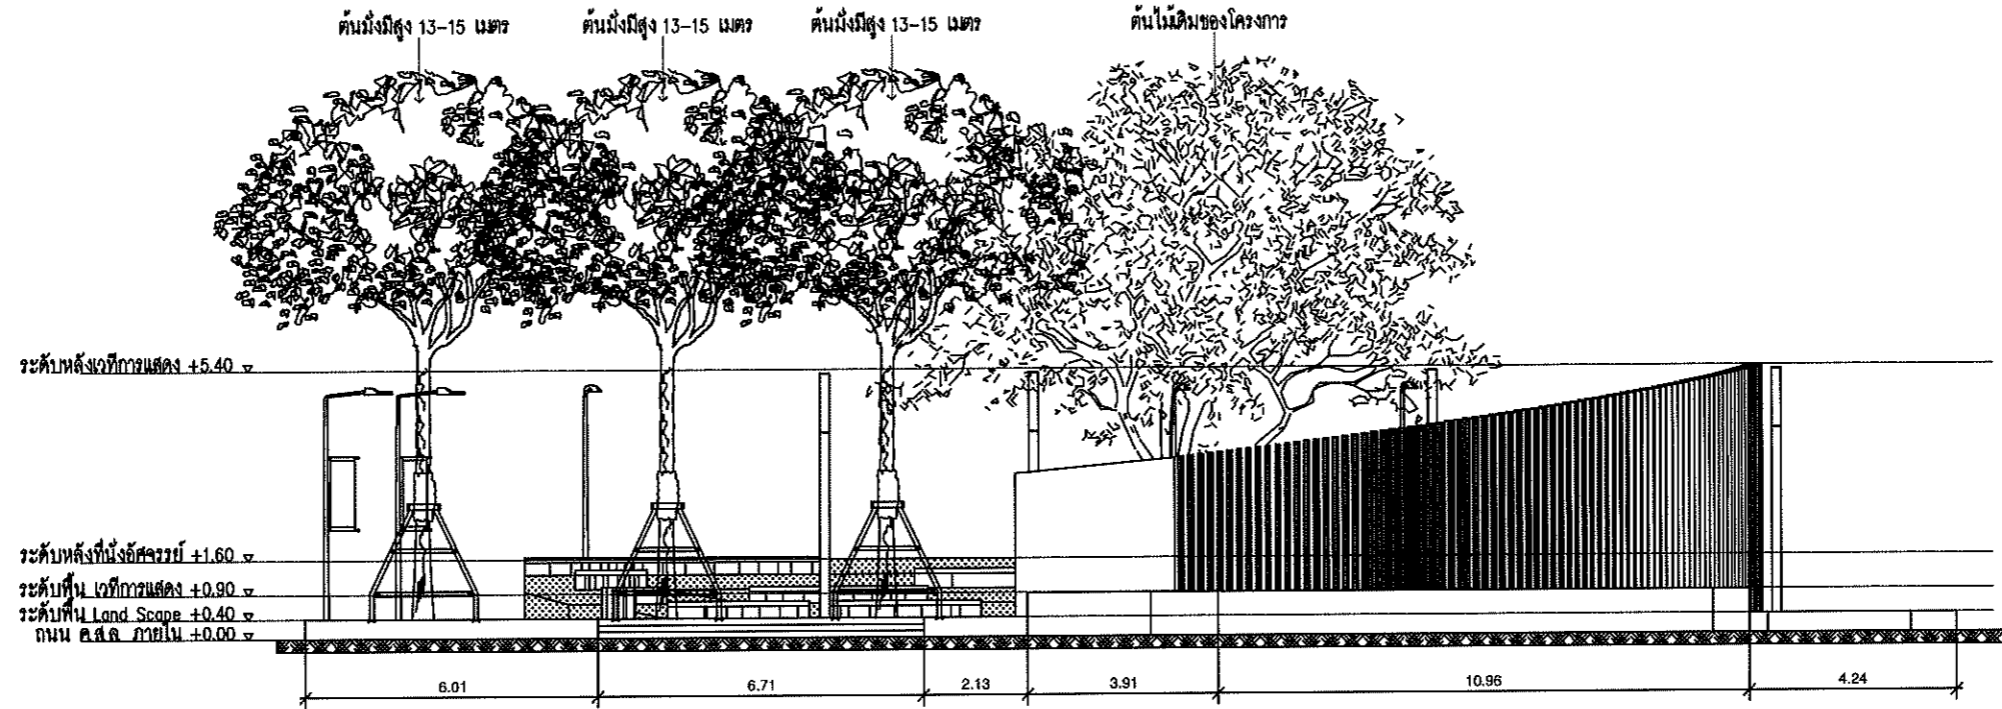 ต้นมั่งมีสูง 13-15 เมตร
ต้นมั่งมีสูง 13-15 เมตร
ต้นมั่งมีสูง 13-15 เมตร
ต้นไม้เดิมของโครงการ
ระดับหลังเวทีการแสดง +5.40
ระดับหลังที่นั่งอัศจรรย์ +1.60
ระดับพื้น เวทีการแสดง +0.90
ระดับพื้น Land Scape +0.40
ถนน ค.ส.ล. ภายใน +0.00
6.01
6.71
2.13
3.91
10.96
4.24